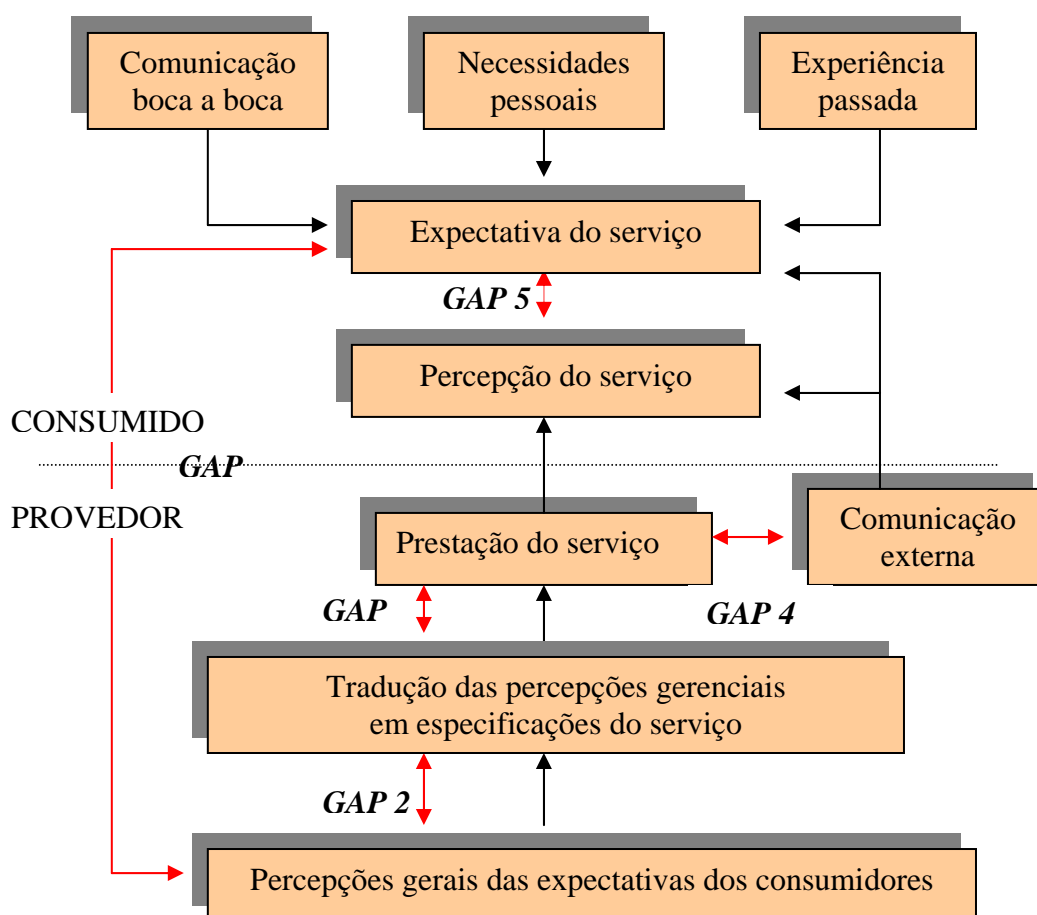 Comunicação
boca a boca
Necessidades
pessoais
Experiência
passada
Expectativa do serviço
GAP 5
Percepção do serviço
CONSUMIDO
GAP
PROVEDOR
Prestação do serviço
Comunicação
externa
GAP
GAP 4
Tradução das percepções gerenciais
em especificações do serviço
GAP 2
Percepções gerais das expectativas dos consumidores